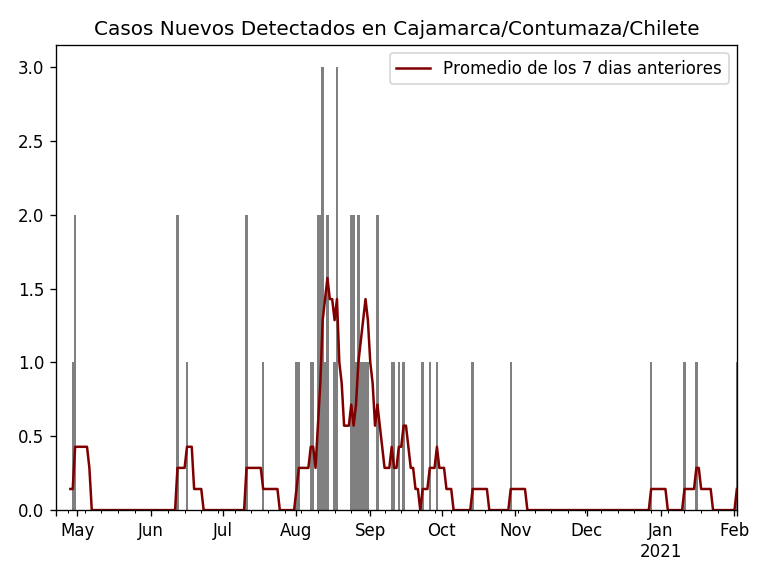 Casos Nuevos Detectados en Cajamarca/Contumaza/Chilete
Promedio de los 7 dias anteriores
3.0
2.5
2.0
1.5
1.0
0.5
0.0
May Jun Jul Aug Sep Oct Nov Dec Jan Feb
2021